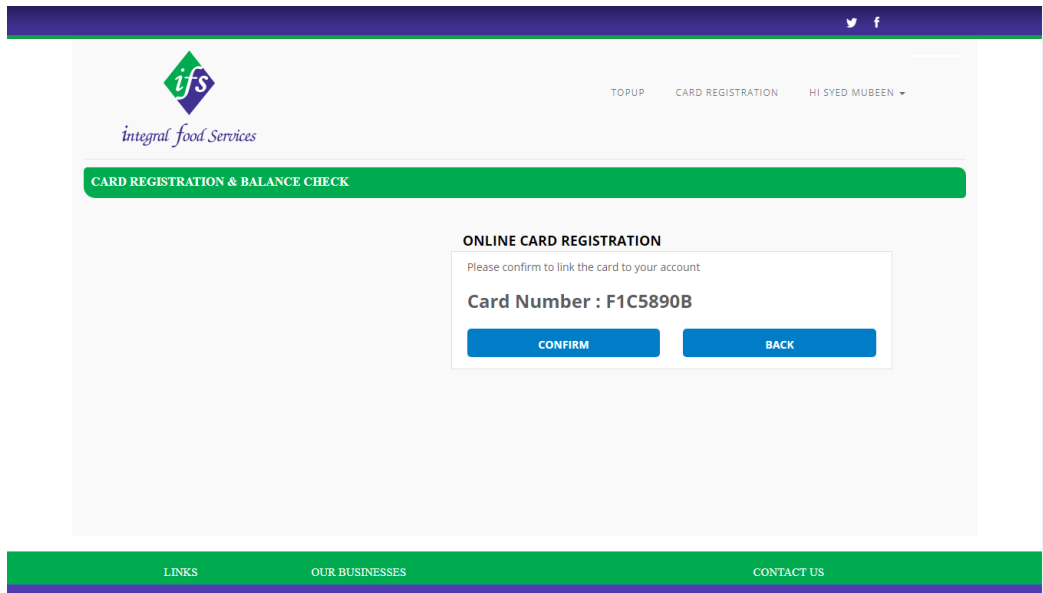 ifs
integral food Services
TOPUP CARD REGISTRATION HI SYED MUBEEN
CARD REGISTRATION & BALANCE CHECK
ONLINE CARD REGISTRATION
Please confirm to link the card to your account
Card Number : F1C5890B
CONFIRM BACK
LINKS OUR BUSINESSES CONTACT US